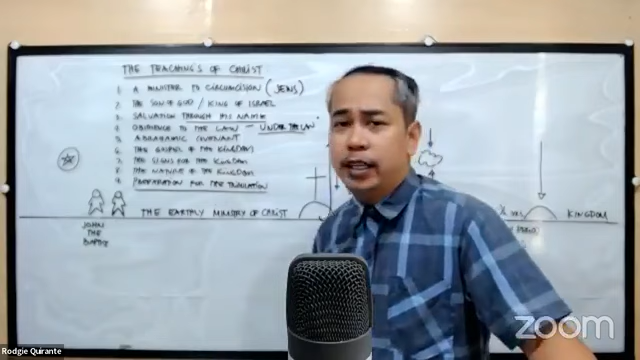 THE TEACHINGS OF CHRIST
1. A MINISTER TO CIRCUMCISION (JEWS)
2. THE SON OF GOD / KING OF ISRAEL
3. SALVATION THROUGH HIS NAME
4. OBEDIENCE TO THE LAW - UNDER THE LAW
5. ABRAHAMIC COVENANT
6. THE GOSPEL OF THE KINGDOM
7. THE SIGNS FOR THE KINGDOM
8. THE NATURE OF THE KINGDOM
9. PREPARATION FOR THE TRIBULATION
THE EARTHLY MINISTRY OF CHRIST
KINGDOM
JOHN
THE
BAPTIST
Rodgie Quirante
zoom